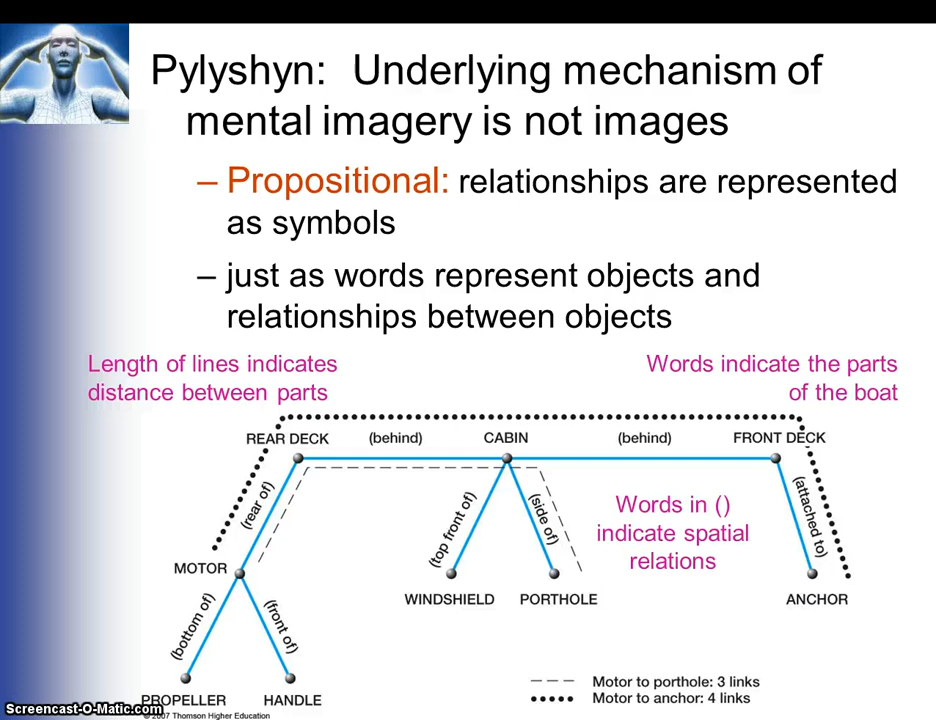 Pylyshyn: Underlying mechanism of
mental imagery is not images
– Propositional: relationships are represented
as symbols
– just as words represent objects and
relationships between objects
Length of lines indicates
distance between parts
Words indicate the parts
of the boat
REAR DECK
(behind)
CABIN
(behind)
FRONT DECK
(rear of)
(top front of)
(side of)
Words in ()
indicate spatial
relations
(attached to)
MOTOR
WINDSHIELD
PORTHOLE
ANCHOR
(bottom of)
(front of)
PROPELLER
HANDLE
Motor to porthole: 3 links
Motor to anchor: 4 links
© 2007 Thomson Higher Education
Screencast-O-Matic.com